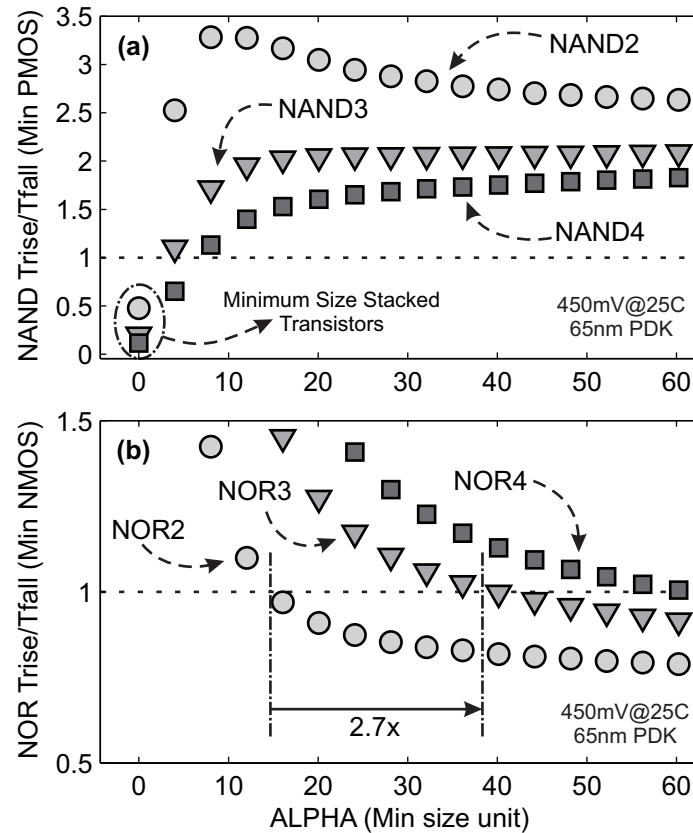 (a)
NAND2
NAND3
NAND4
Minimum Size Stacked
Transistors
450mV@25C
65nm PDK
NAND Trise/Tfall (Min PMOS)
3.5
3
2.5
2
1.5
1
0.5
0
0 10 20 30 40 50 60
(b)
NOR2
NOR3
NOR4
2.7x
450mV@25C
65nm PDK
NOR Trise/Tfall (Min NMOS)
1.5
1
0.5
0 10 20 30 40 50 60
ALPHA (Min size unit)